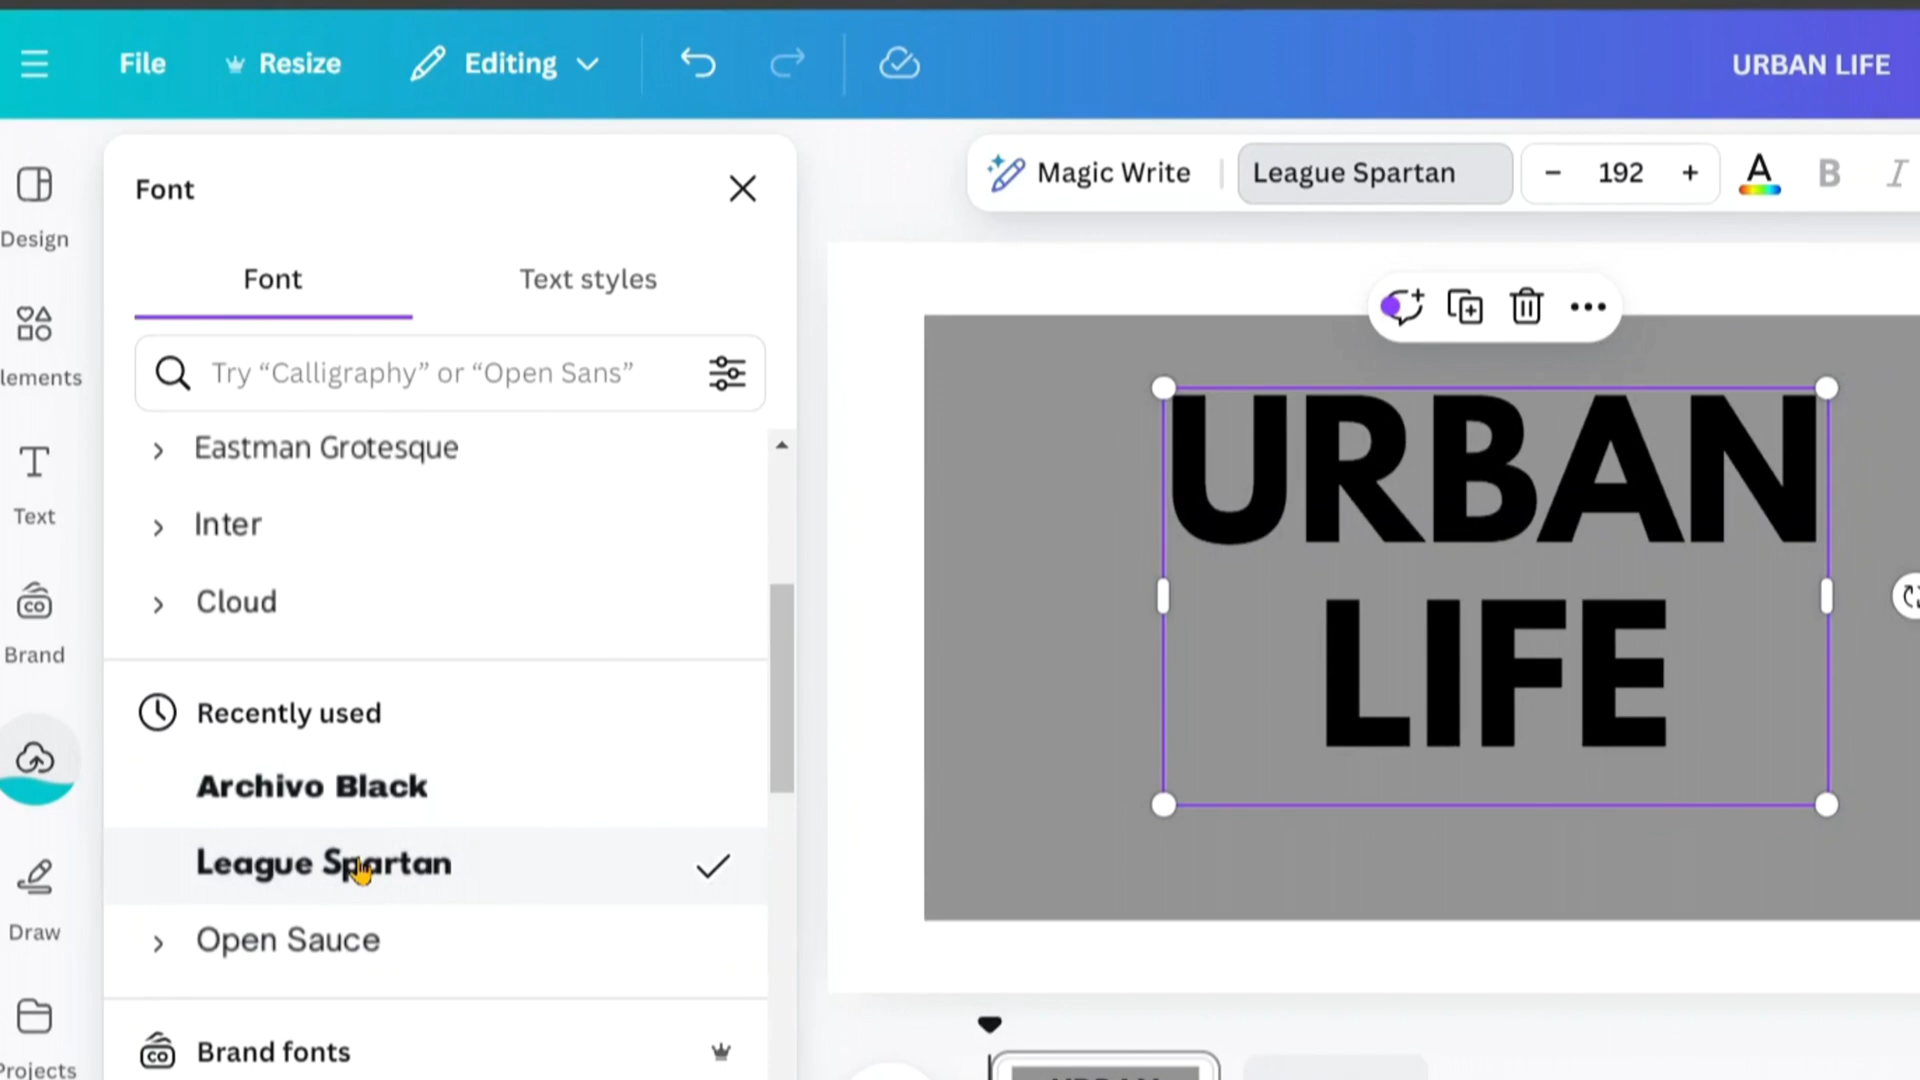 File
Resize
Editing
URBAN LIFE
Design
lements
Text
Brand
Draw
Projects
Font
Font
Text styles
Try “Calligraphy” or “Open Sans”
Eastman Grotesque
Inter
Cloud
Recently used
Archivo Black
League Spartan
Open Sauce
Brand fonts
Magic Write
League Spartan
− 192 +
A
B
I
URBAN
LIFE